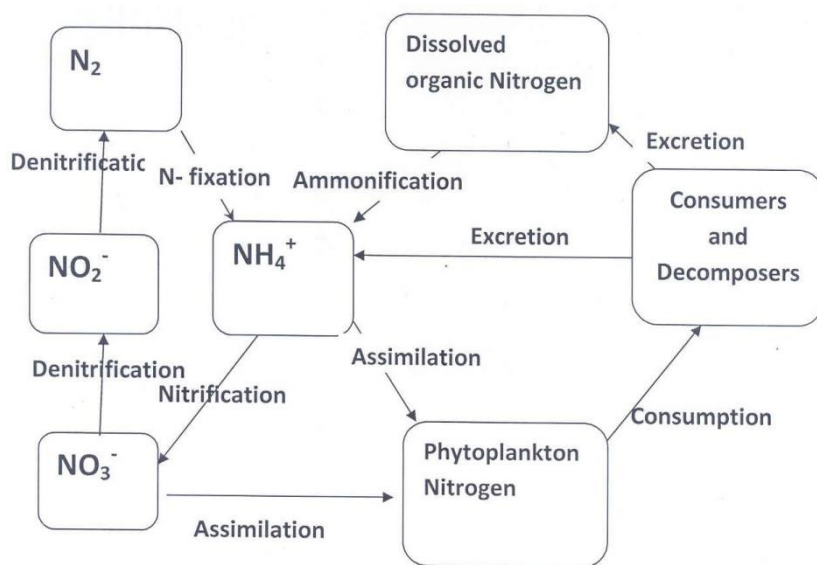 N₂
Dissolved
organic Nitrogen
Denitrificatic
N- fixation
Ammonification
Excretion
Consumers
and
Decomposers
NO₂⁻
NH₄⁺
Excretion
Denitrification
Nitrification
Assimilation
Consumption
NO₃⁻
Phytoplankton
Nitrogen
Assimilation